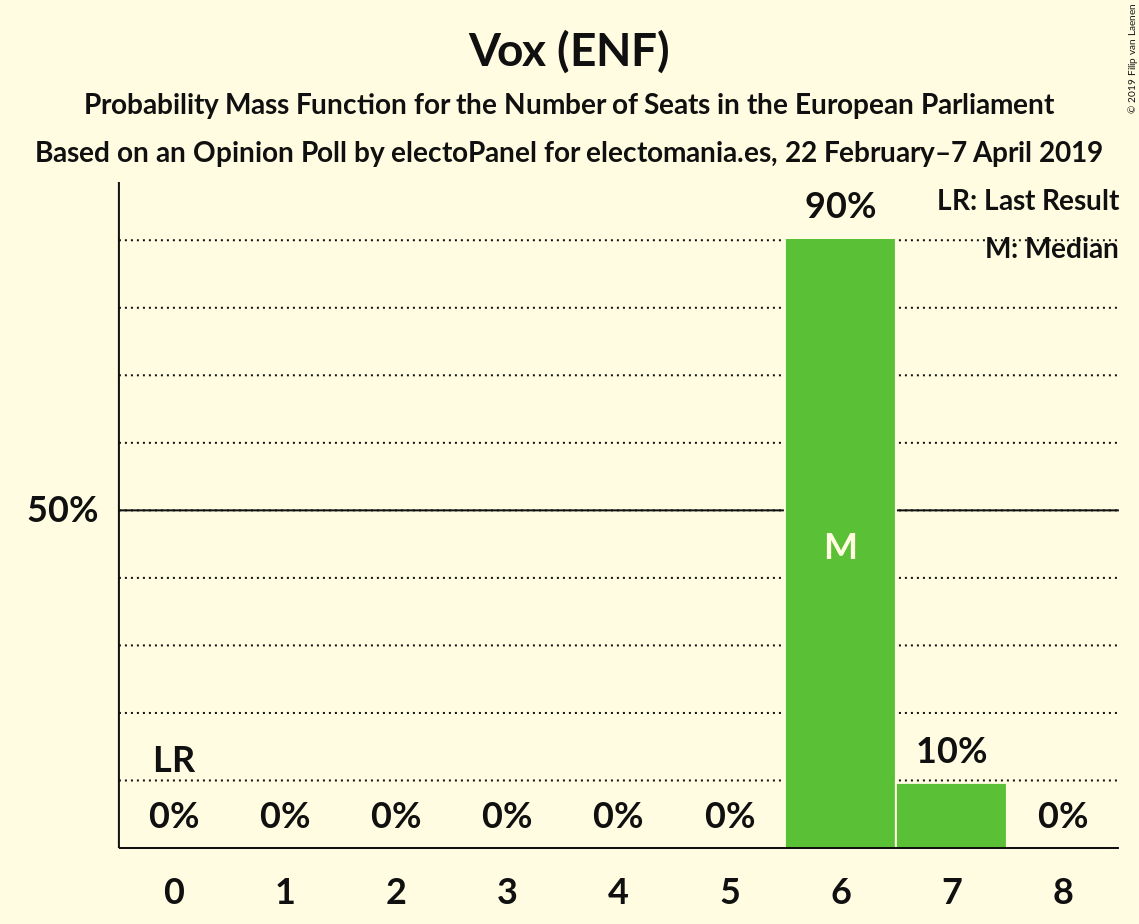 Vox (ENF)
Probability Mass Function for the Number of Seats in the European Parliament
Based on an Opinion Poll by electoPanel for electomania.es, 22 February–7 April 2019
© 2019 Filip van Laenen
LR: Last Result
M: Median
90%
50%
M
LR
10%
0% 0% 0% 0% 0% 0% 0%
0 1 2 3 4 5 6 7 8